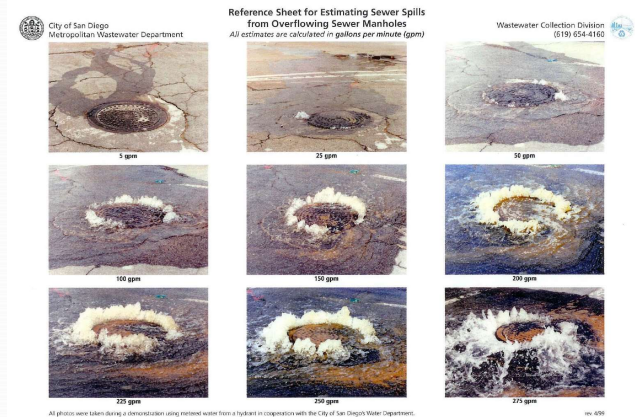 City of San Diego
Metropolitan Wastewater Department
Reference Sheet for Estimating Sewer Spills
from Overflowing Sewer Manholes
All estimates are calculated in gallons per minute (gpm)
Wastewater Collection Division
(619) 654-4160
5 gpm
25 gpm
50 gpm
100 gpm
150 gpm
200 gpm
225 gpm
250 gpm
275 gpm
All photos were taken during a demonstration using metered water from a hydrant in cooperation with the City of San Diego's Water Department.
rev. 4/99